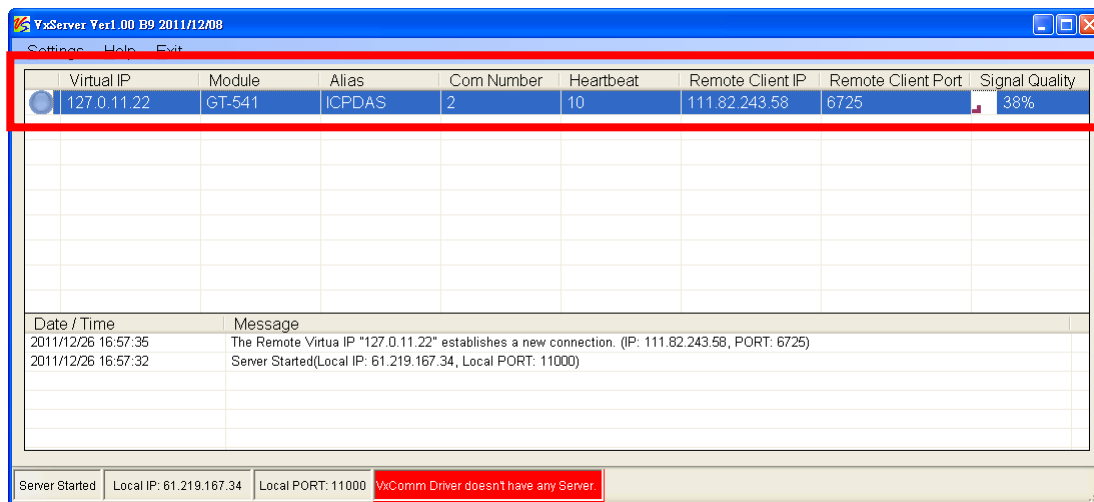 VxServer Ver1.00 B9 2011/12/08
Settings Help Exit
Virtual IP Module Alias Com Number Heartbeat Remote Client IP Remote Client Port Signal Quality
127.0.11.22 GT-541 ICPDAS 2 10 111.82.243.58 6725 38%
Date / Time Message
2011/12/26 16:57:35 The Remote Virtua IP "127.0.11.22" establishes a new connection. (IP: 111.82.243.58, PORT: 6725)
2011/12/26 16:57:32 Server Started(Local IP: 61.219.167.34, Local PORT: 11000)
Server Started Local IP: 61.219.167.34 Local PORT: 11000 VxComm Driver doesn't have any Server.